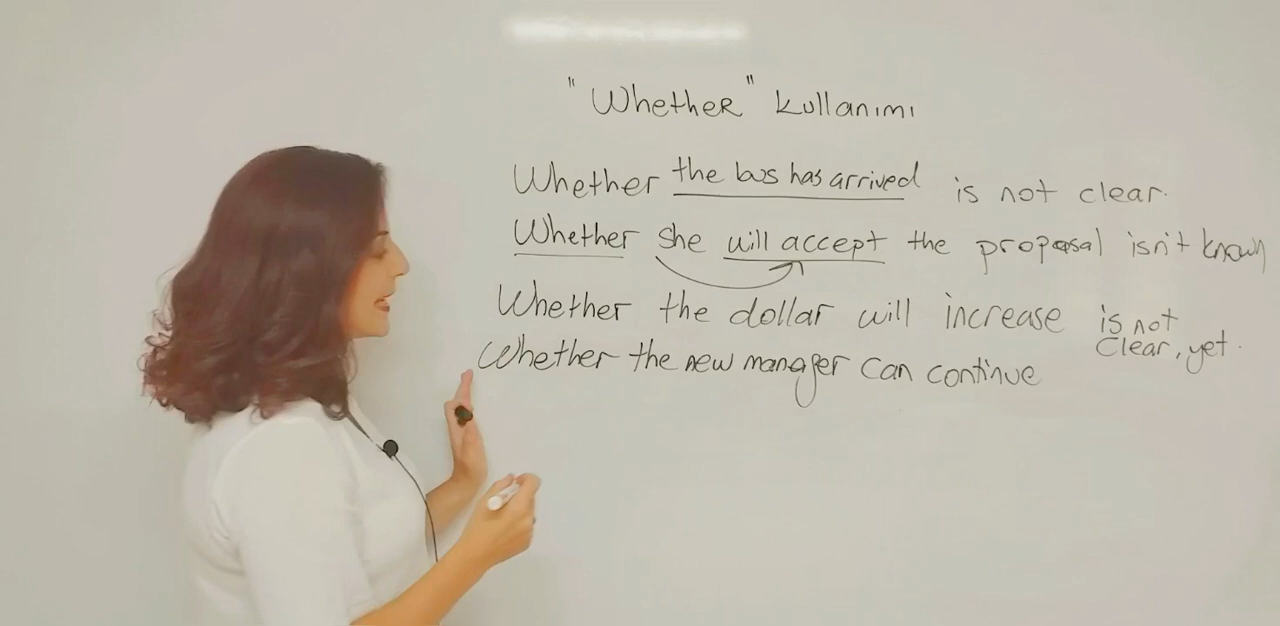 "Whether" kullanımı
Whether the bus has arrived is not clear.
Whether she will accept the proposal isn't known
Whether the dollar will increase is not clear, yet.
Whether the new manager can continue